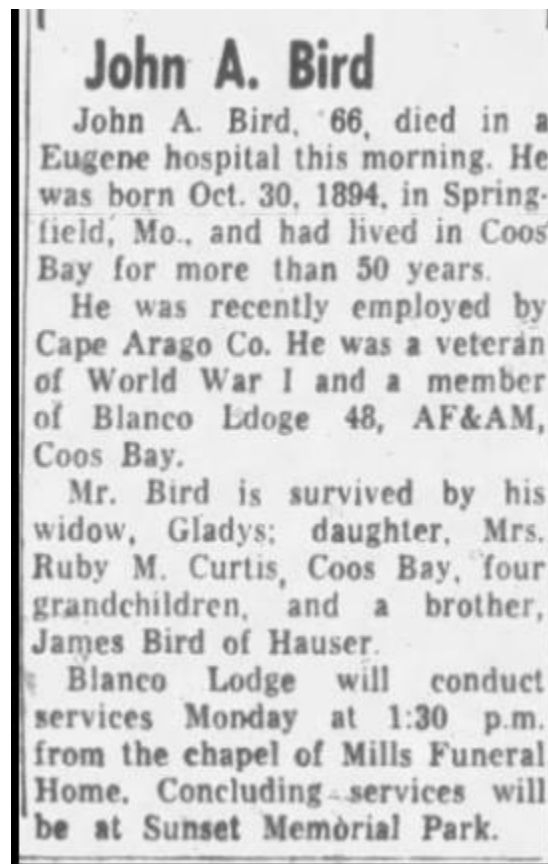 John A. Bird
John A. Bird, 66, died in a
Eugene hospital this morning. He
was born Oct. 30, 1894, in Spring-
field, Mo., and had lived in Coos
Bay for more than 50 years.
He was recently employed by
Cape Arago Co. He was a veteran
of World War I and a member
of Blanco Ldoge 48, AF&AM,
Coos Bay.
Mr. Bird is survived by his
widow, Gladys; daughter, Mrs.
Ruby M. Curtis, Coos Bay, four
grandchildren, and a brother,
James Bird of Hauser.
Blanco Lodge will conduct
services Monday at 1:30 p.m.
from the chapel of Mills Funeral
Home. Concluding services will
be at Sunset Memorial Park.